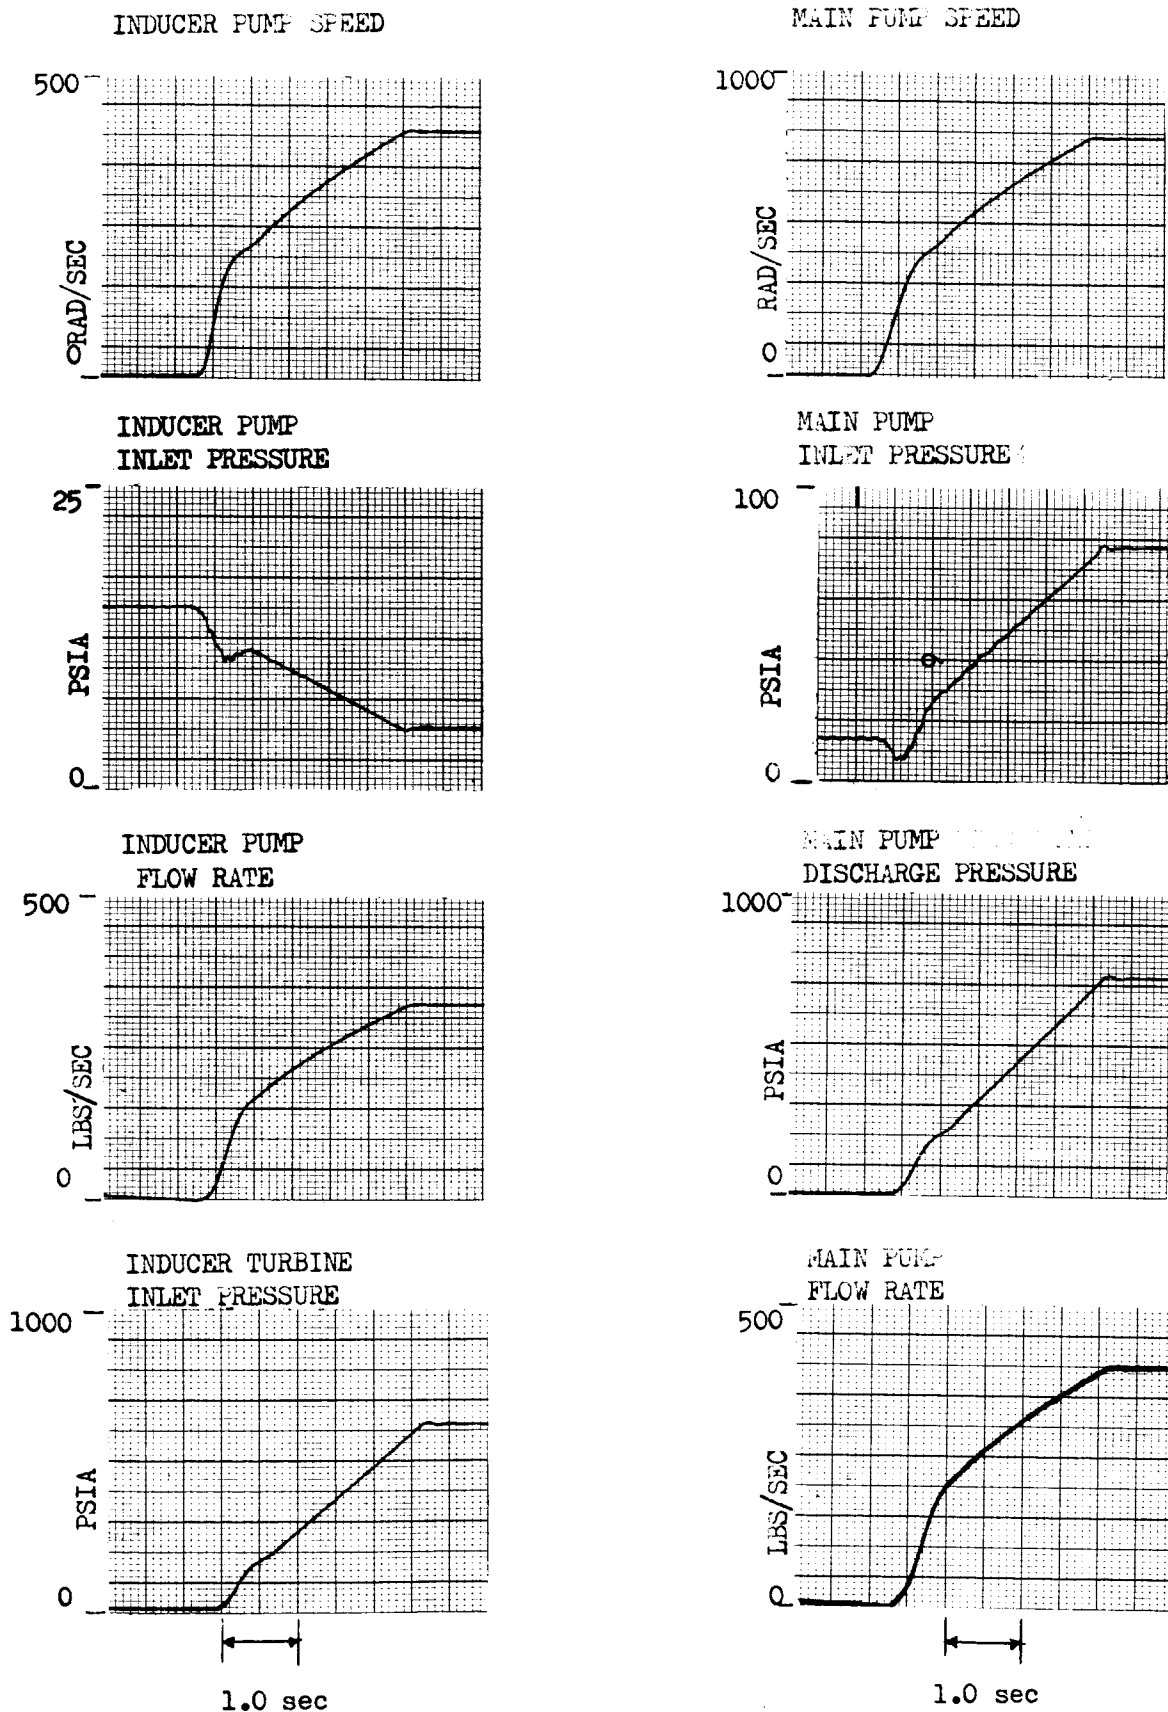 INDUCER PUMP SPEED
500
0 RAD/SEC
INDUCER PUMP
INLET PRESSURE
25
PSIA
0
INDUCER PUMP
FLOW RATE
500
LBS/SEC
0
INDUCER TURBINE
INLET PRESSURE
1000
PSIA
0
1.0 sec
MAIN PUMP SPEED
1000
RAD/SEC
0
MAIN PUMP
INLET PRESSURE
100
PSIA
0
MAIN PUMP
DISCHARGE PRESSURE
1000
PSIA
0
MAIN PUMP
FLOW RATE
500
LBS/SEC
0
1.0 sec